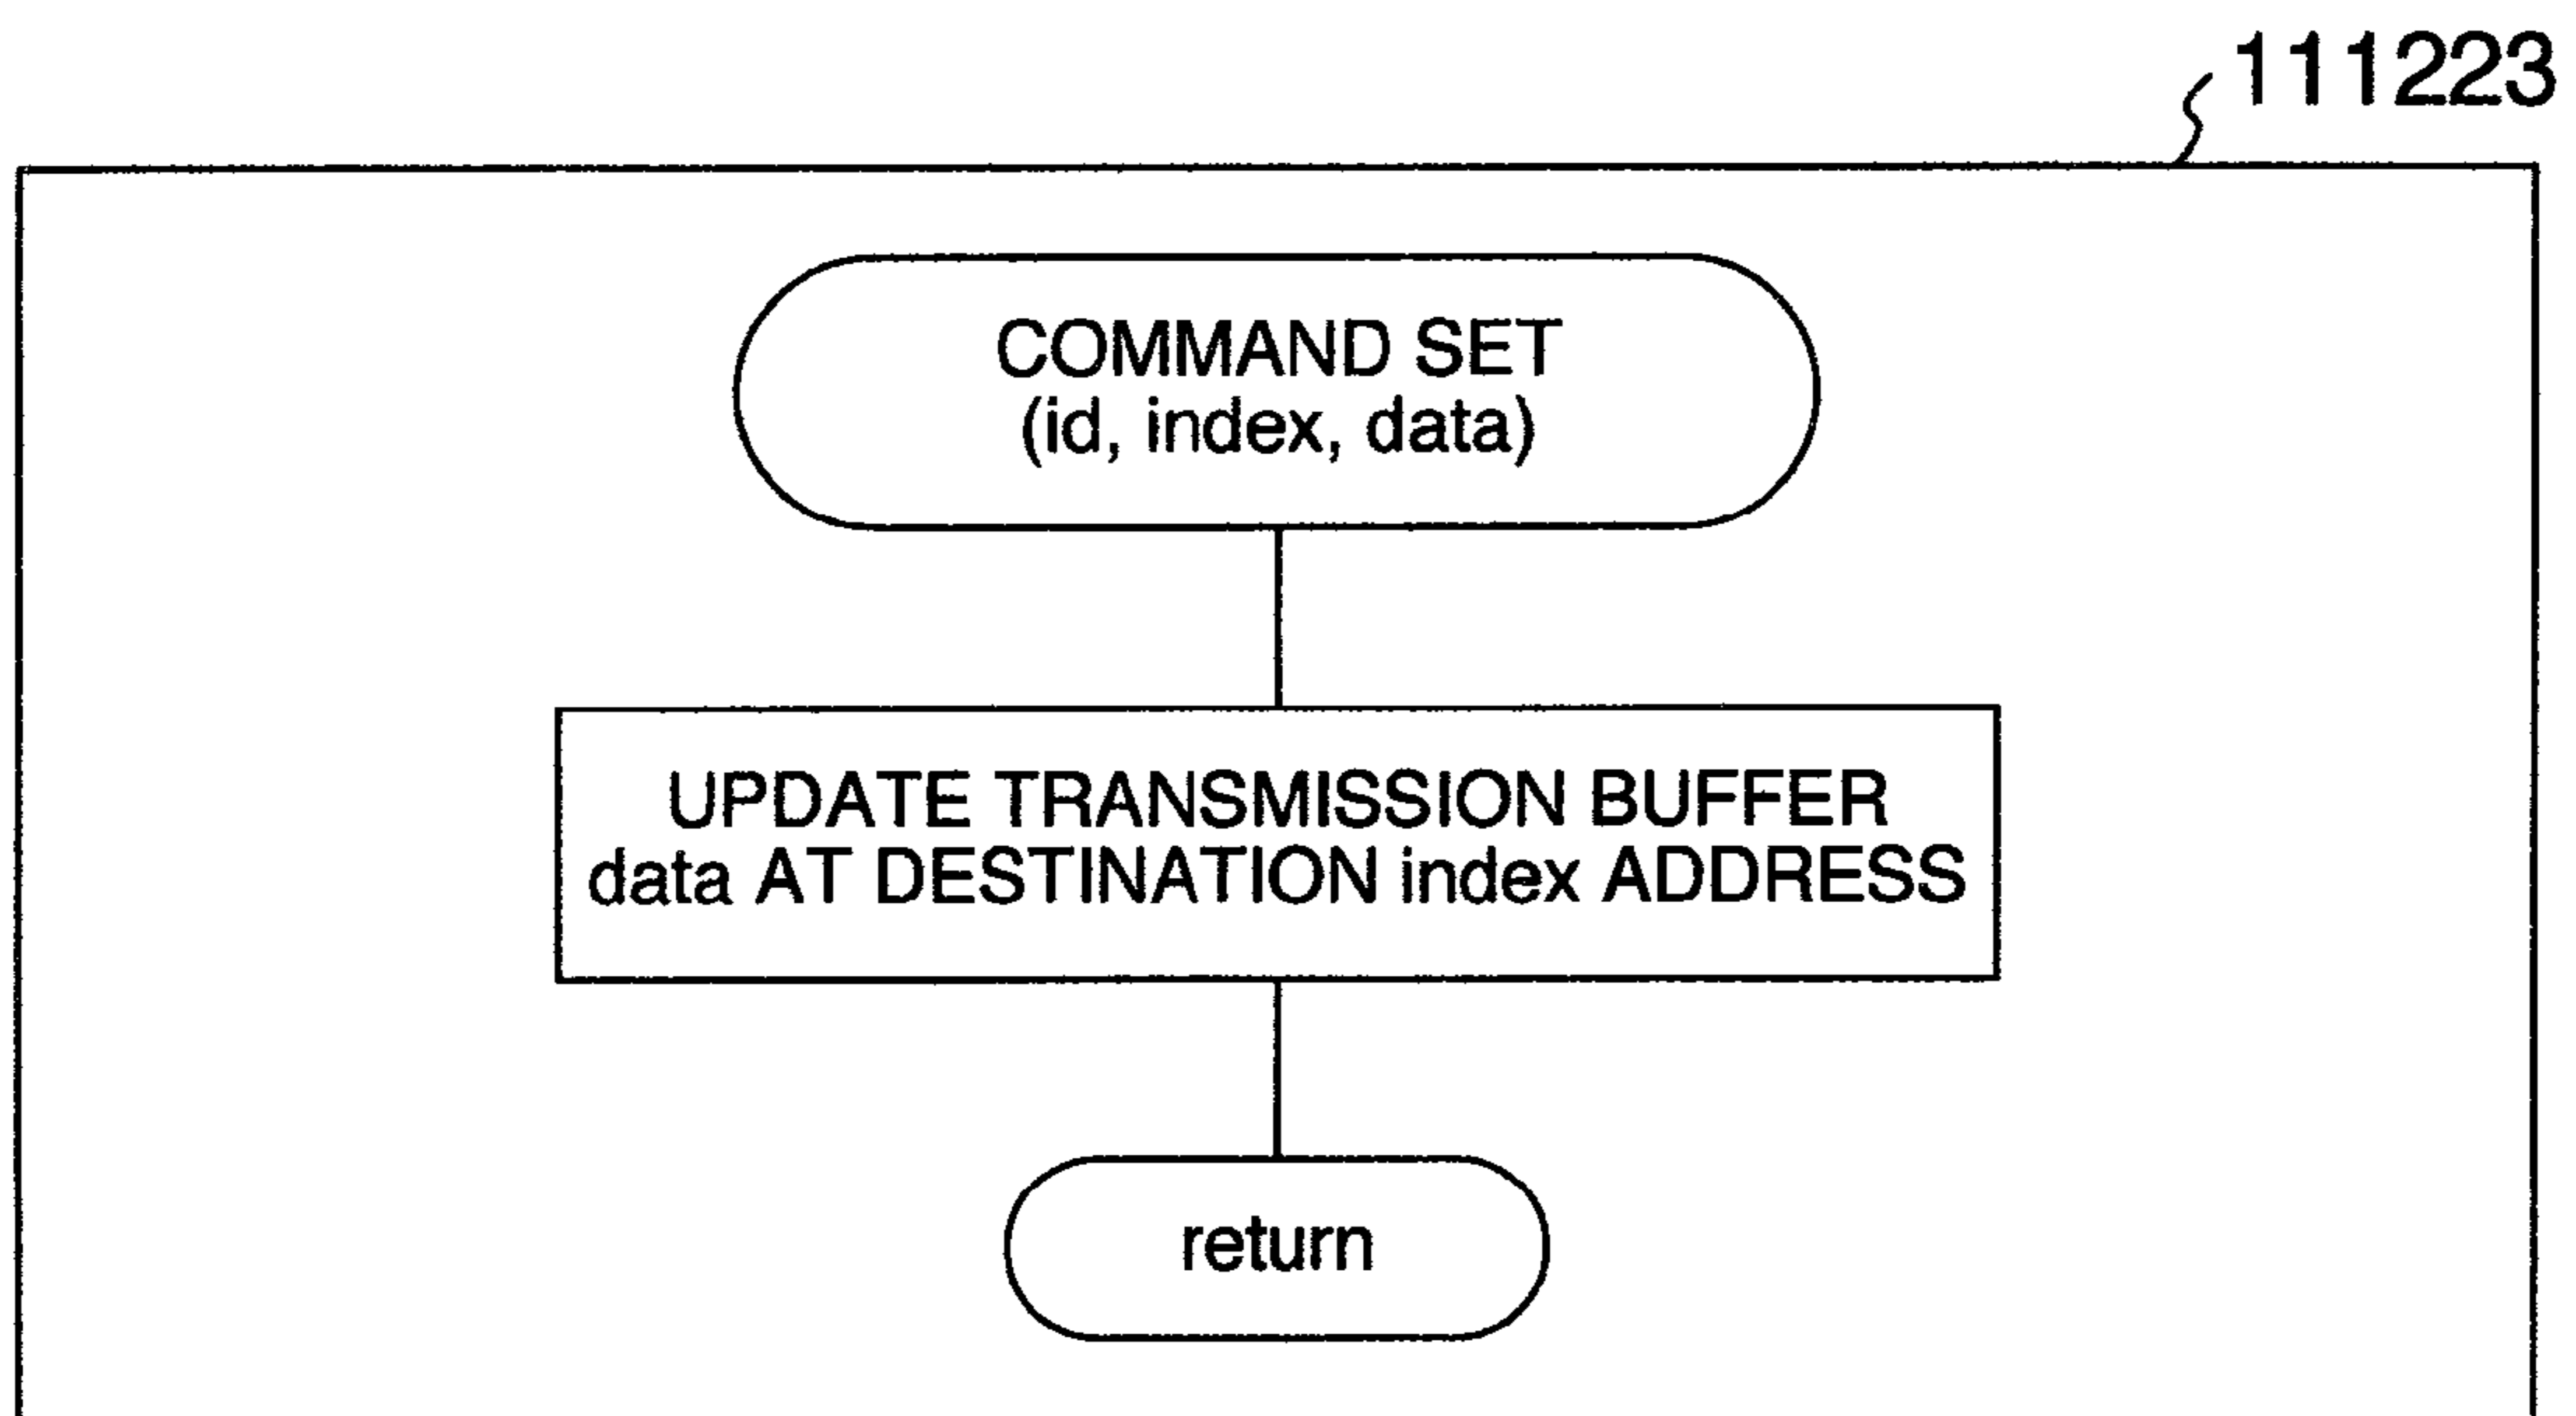 111223
COMMAND SET
(id, index, data)
UPDATE TRANSMISSION BUFFER
data AT DESTINATION index ADDRESS
return